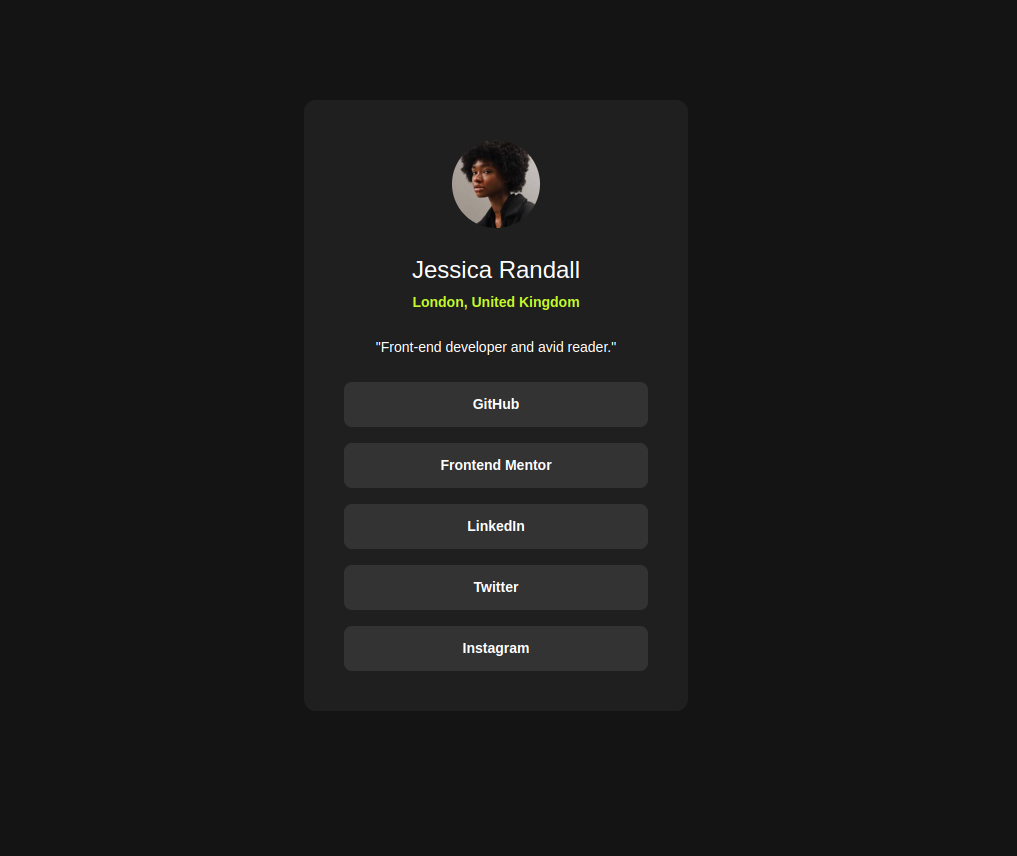 Jessica Randall
London, United Kingdom
"Front-end developer and avid reader."
GitHub
Frontend Mentor
LinkedIn
Twitter
Instagram